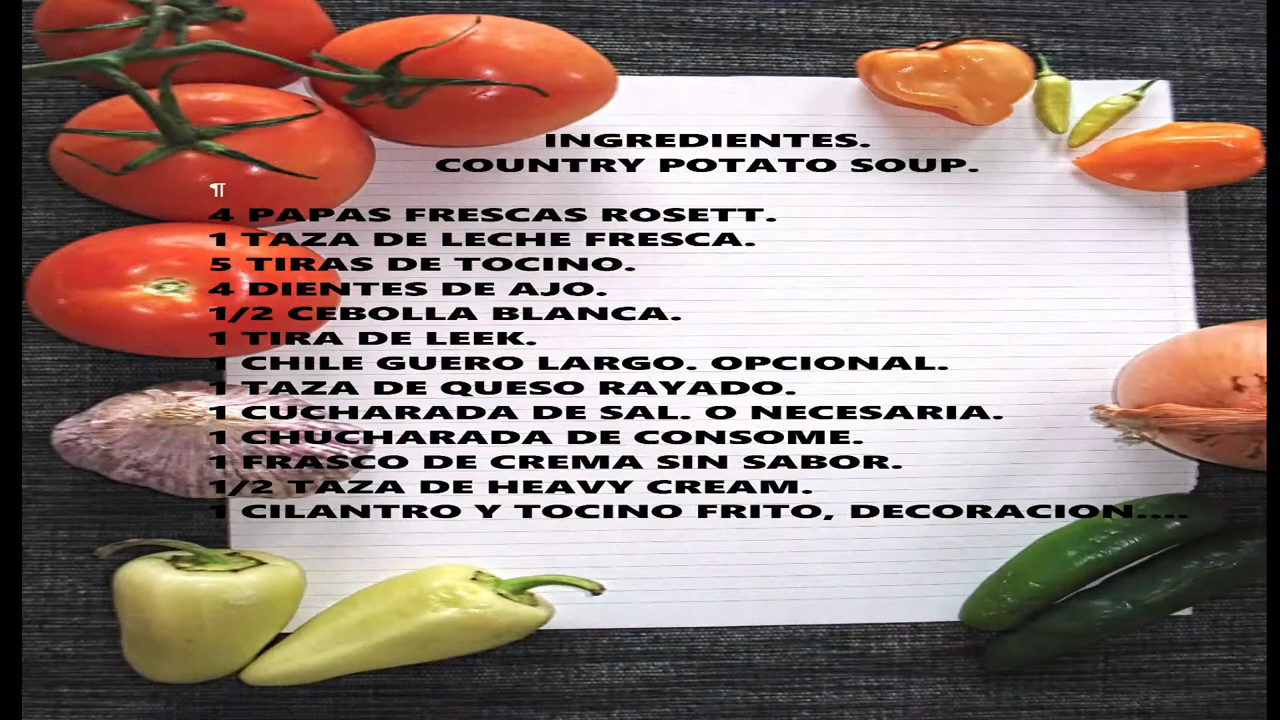 INGREDIENTES.
COUNTRY POTATO SOUP.
¶
4 PAPAS FRESCAS ROSETT.
1 TAZA DE LECHE FRESCA.
5 TIRAS DE TOCINO.
4 DIENTES DE AJO.
1/2 CEBOLLA BLANCA.
1 TIRA DE LEEK.
1 CHILE GUERO LARGO. OPCIONAL.
1 TAZA DE QUESO RAYADO.
1 CUCHARADA DE SAL. O NECESARIA.
1 CHUCHARADA DE CONSOME.
1 FRASCO DE CREMA SIN SABOR.
1/2 TAZA DE HEAVY CREAM.
1 CILANTRO Y TOCINO FRITO, DECORACION....